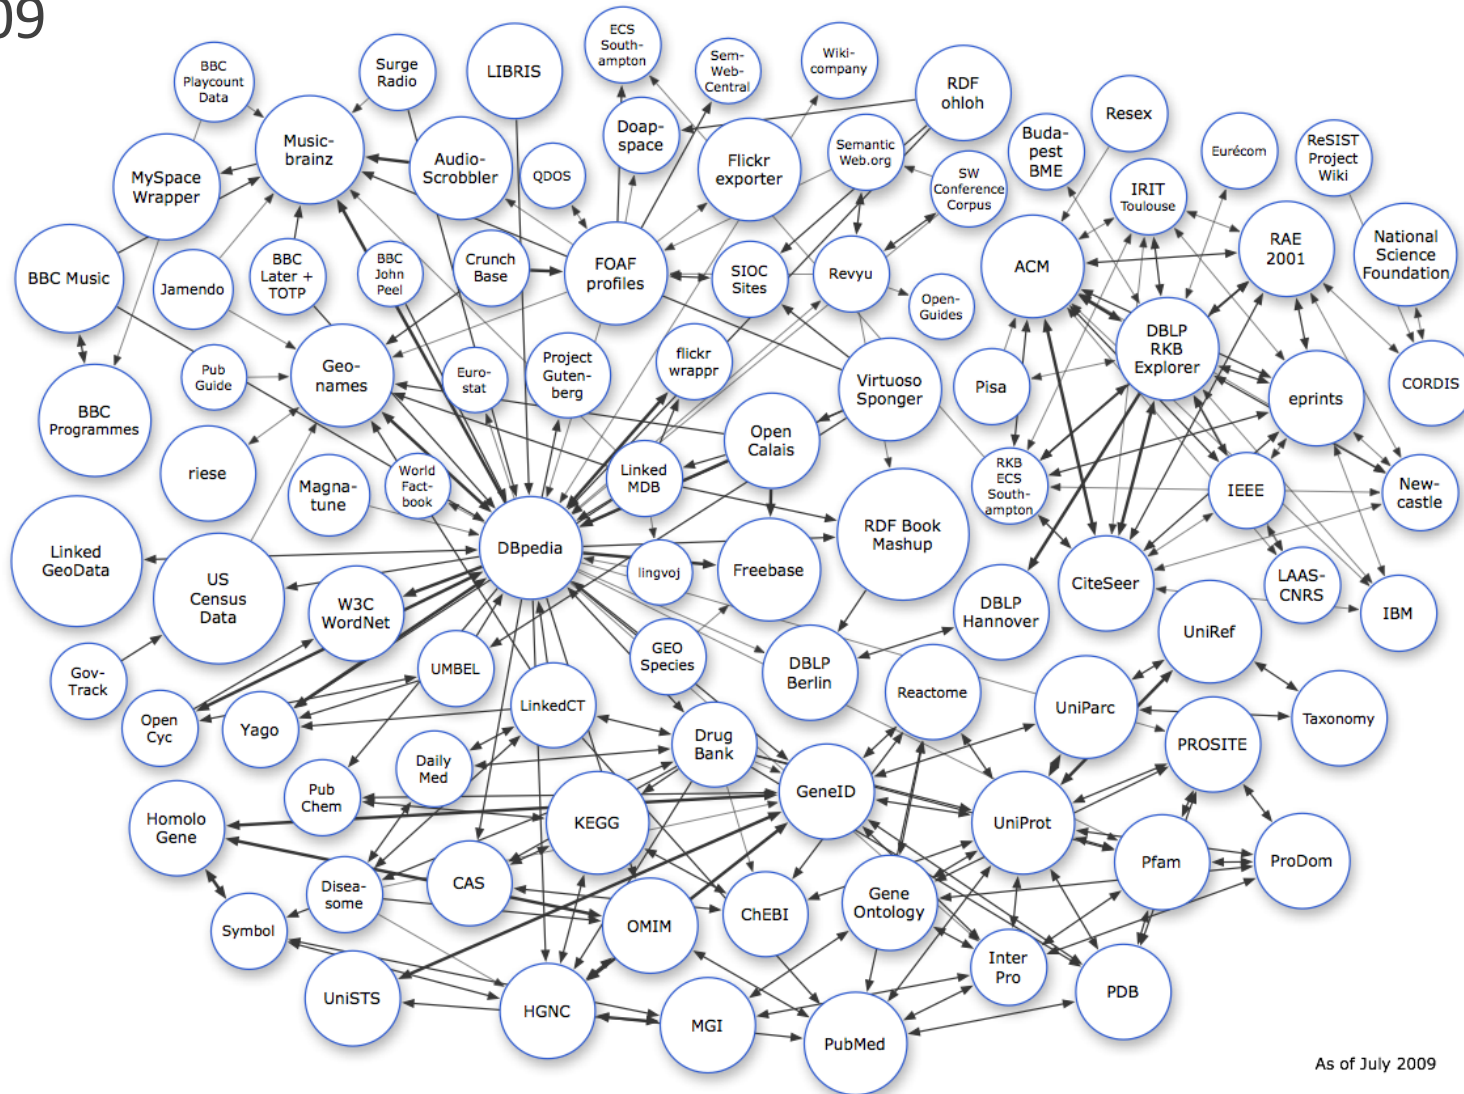 09
BBC
Playcount
Data
Surge
Radio
LIBRIS
ECS
South-
ampton
Sem-
Web-
Central
Wiki-
company
RDF
ohloh
Music-
brainz
MySpace
Wrapper
Audio-
Scrobbler
QDOS
Doap-
space
Flickr
exporter
Semantic
Web.org
SW
Conference
Corpus
Buda-
pest
BME
Resex
Eurécom
ReSIST
Project
Wiki
IRIT
Toulouse
BBC Music
Jamendo
BBC
Later +
TOTP
BBC
John
Peel
Crunch
Base
FOAF
profiles
SIOC
Sites
Revyu
Open-
Guides
ACM
RAE
2001
National
Science
Foundation
BBC
Programmes
Pub
Guide
Geo-
names
Euro-
stat
Project
Guten-
berg
flickr
wrappr
Virtuoso
Sponger
Pisa
DBLP
RKB
Explorer
eprints
CORDIS
riese
Magna-
tune
World
Fact-
book
Linked
MDB
Open
Calais
RKB
ECS
South-
ampton
IEEE
New-
castle
Linked
GeoData
US
Census
Data
W3C
WordNet
DBpedia
lingvoj
Freebase
RDF Book
Mashup
CiteSeer
LAAS-
CNRS
IBM
DBLP
Hannover
UniRef
Gov-
Track
Open
Cyc
Yago
UMBEL
LinkedCT
GEO
Species
DBLP
Berlin
Reactome
UniParc
Taxonomy
PROSITE
Drug
Bank
Daily
Med
Pub
Chem
Homolo
Gene
KEGG
GeneID
UniProt
Pfam
ProDom
Disea-
some
CAS
OMIM
ChEBI
Gene
Ontology
Symbol
UniSTS
HGNC
MGI
PubMed
Inter
Pro
PDB
As of July 2009